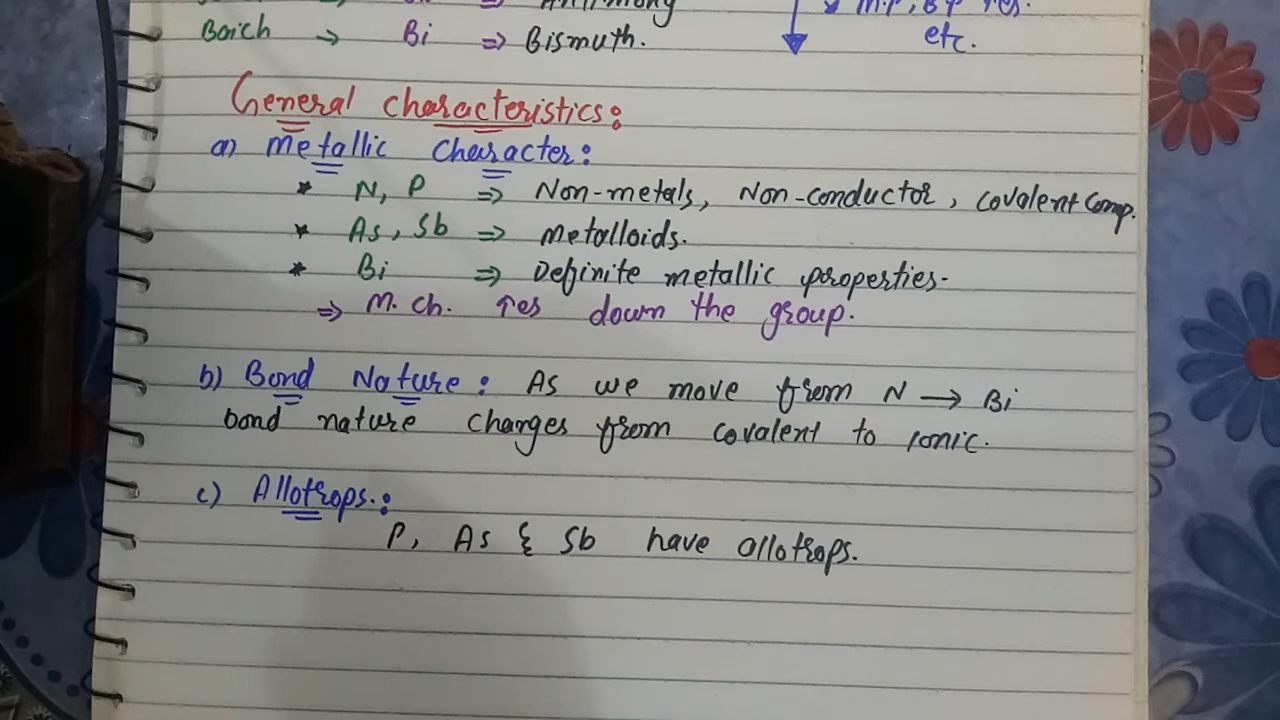 Antimony
* M.P, B.P ↑es.
Baich → Bi ⇒ Bismuth.
etc.
General characteristics:
a) Metallic character:
* N, P ⇒ Non-metals, Non-conductor, covalent comp.
* As, Sb ⇒ metalloids.
* Bi ⇒ Definite metallic properties.
⇒ M. ch. ↑es down the group.
b) Bond Nature: As we move from N → Bi
bond nature changes from covalent to ionic.
c) Allotrops.:
P, As & Sb have allotrops.